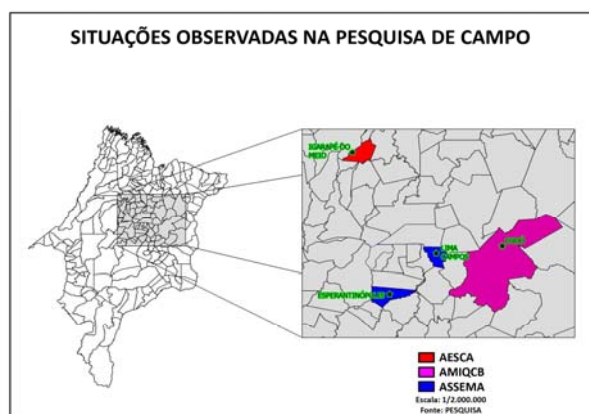 SITUAÇÕES OBSERVADAS NA PESQUISA DE CAMPO
IGARAPÉ DO
MEIO
LIMA
CAMPOS
ESPERANTINÓPOLIS
AESCA
AMIQCB
ASSEMA
Escala: 1/2.000.000
Fonte: PESQUISA